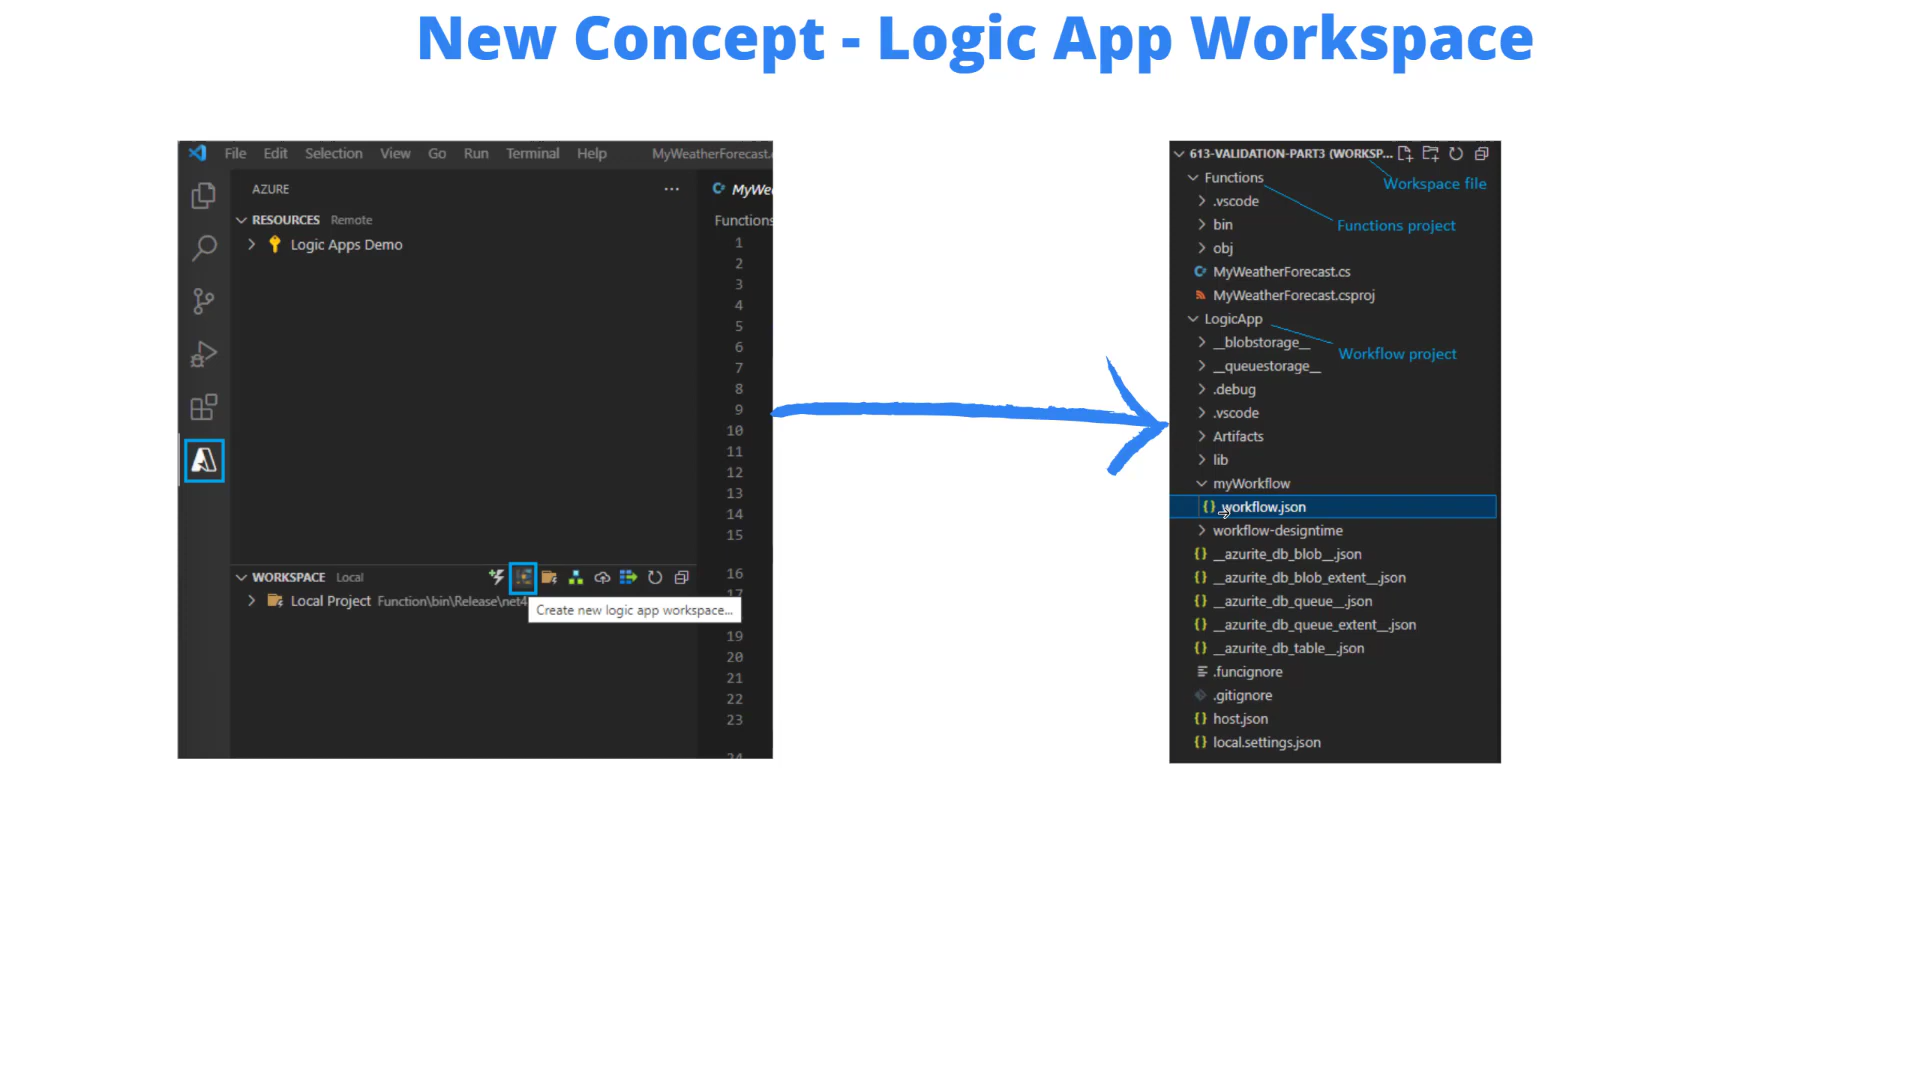 New Concept - Logic App Workspace
File Edit Selection View Go Run Terminal Help MyWeatherForecast.
AZURE
RESOURCES Remote
Logic Apps Demo
MyWe
Functions
1
2
3
4
5
6
7
8
9
10
11
12
13
14
15
16
17
19
20
21
22
23
24
WORKSPACE Local
Local Project Function\bin\Release\net4
Create new logic app workspace...
613-VALIDATION-PART3 (WORKSP...
Workspace file
Functions
.vscode
Functions project
bin
obj
MyWeatherForecast.cs
MyWeatherForecast.csproj
LogicApp
__blobstorage__
Workflow project
__queuestorage__
.debug
.vscode
Artifacts
lib
myWorkflow
workflow.json
workflow-designtime
__azurite_db_blob__.json
__azurite_db_blob_extent__.json
__azurite_db_queue__.json
__azurite_db_queue_extent__.json
__azurite_db_table__.json
.funcignore
.gitignore
host.json
local.settings.json